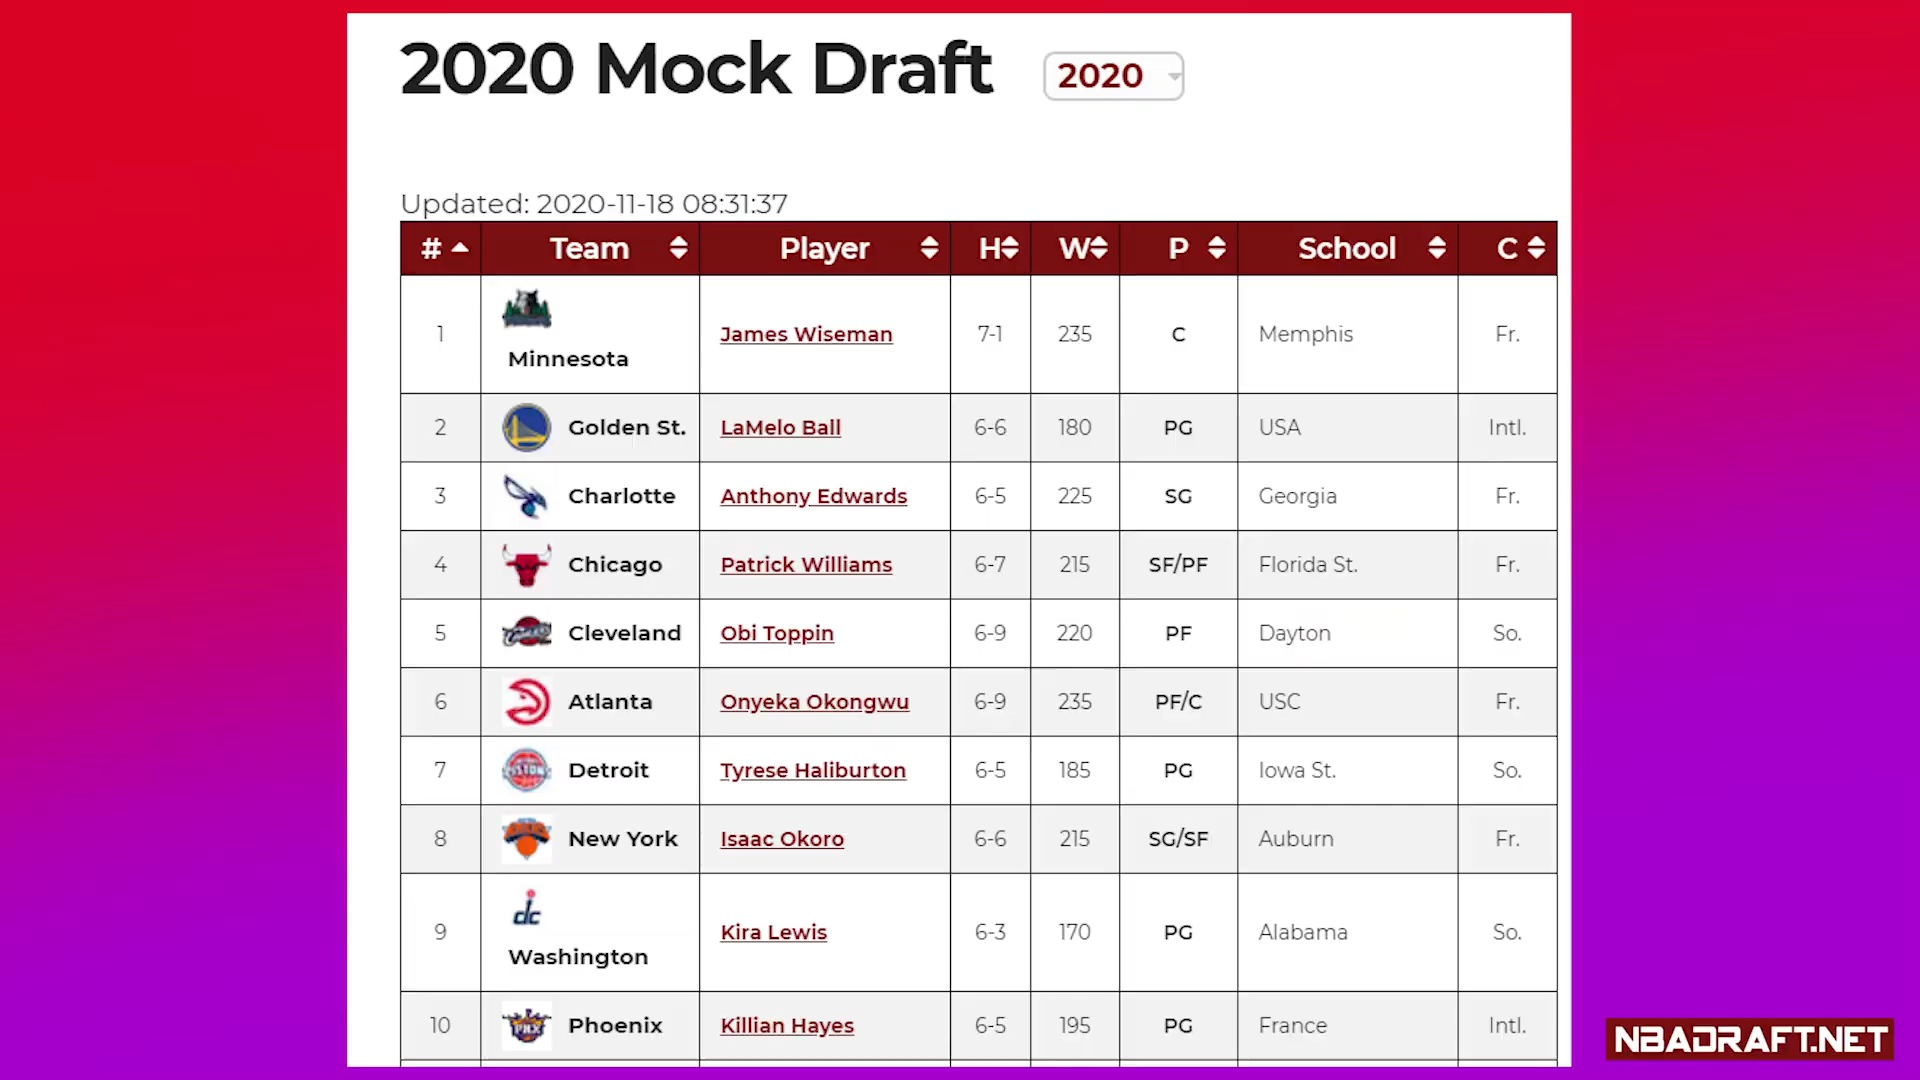 2020 Mock Draft 2020
Updated: 2020-11-18 08:31:37
# Team Player H W P School C
1 Minnesota James Wiseman 7-1 235 C Memphis Fr.
2 Golden St. LaMelo Ball 6-6 180 PG USA Intl.
3 Charlotte Anthony Edwards 6-5 225 SG Georgia Fr.
4 Chicago Patrick Williams 6-7 215 SF/PF Florida St. Fr.
5 Cleveland Obi Toppin 6-9 220 PF Dayton So.
6 Atlanta Onyeka Okongwu 6-9 235 PF/C USC Fr.
7 Detroit Tyrese Haliburton 6-5 185 PG Iowa St. So.
8 New York Isaac Okoro 6-6 215 SG/SF Auburn Fr.
9 Washington Kira Lewis 6-3 170 PG Alabama So.
10 Phoenix Killian Hayes 6-5 195 PG France Intl.
NBADRAFT.NET